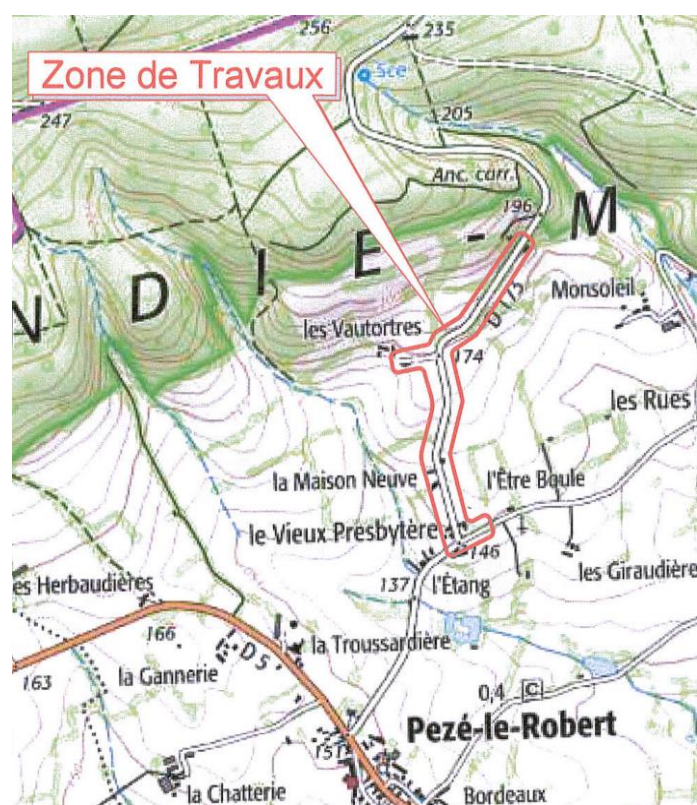 256
235
Zone de Travaux
Sce
247
205
Anc. carr.
196
N D I E - M
Monsoleil
les Vautortres
174
les Rues
la Maison Neuve
l'Être Boule
le Vieux Presbytère
146
137
l'Étang
les Giraudière
es Herbaudières
166
D 5
la Troussardière
la Gannerie
163
0,4 C
Pezé-le-Robert
151
la Chatterie
Bordeaux